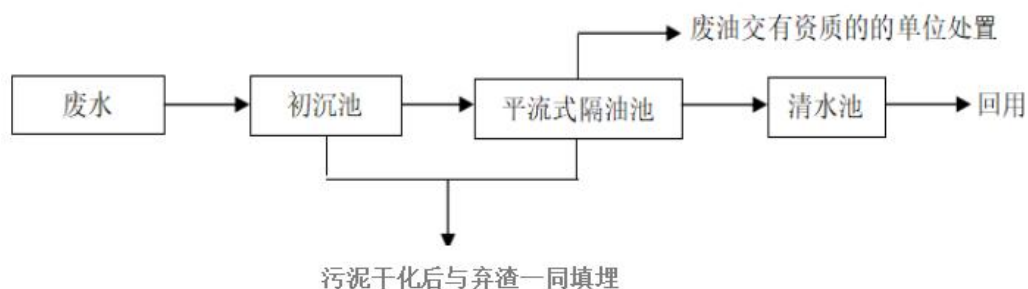 废油交有资质的的单位处置
废水
初沉池
平流式隔油池
清水池
回用
污泥干化后与弃渣一同填埋